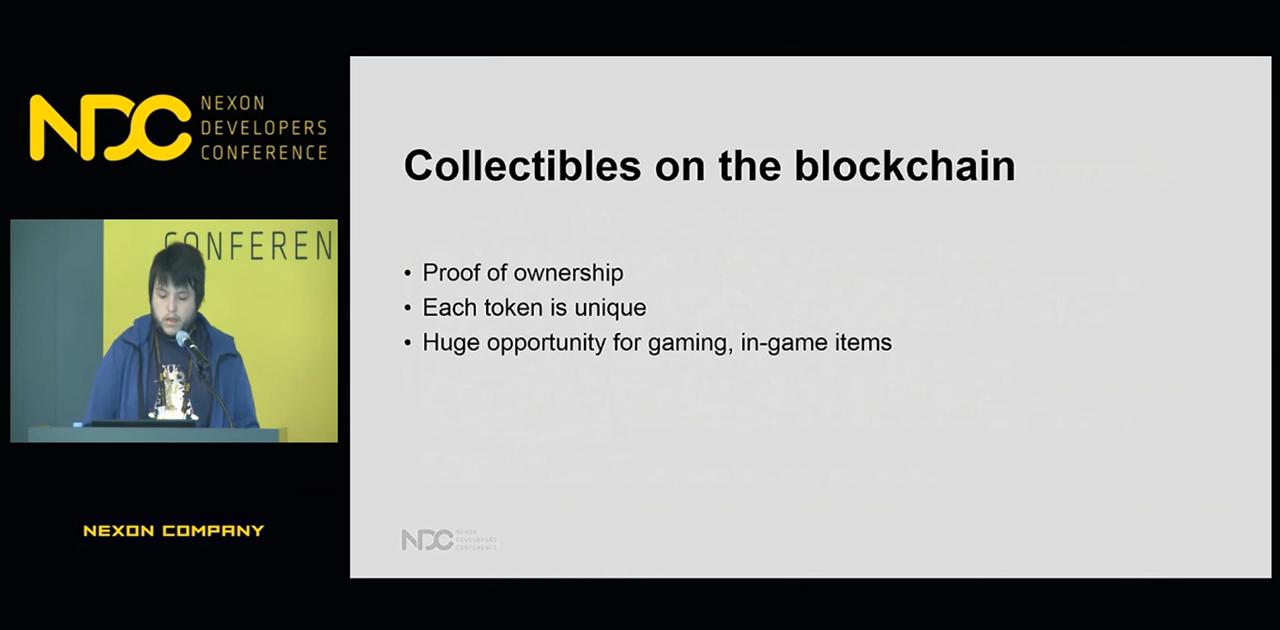 NDC
NEXON
DEVELOPERS
CONFERENCE
CONFEREN
NEXON COMPANY
Collectibles on the blockchain
• Proof of ownership
• Each token is unique
• Huge opportunity for gaming, in-game items
NDC
NEXON
DEVELOPERS
CONFERENCE